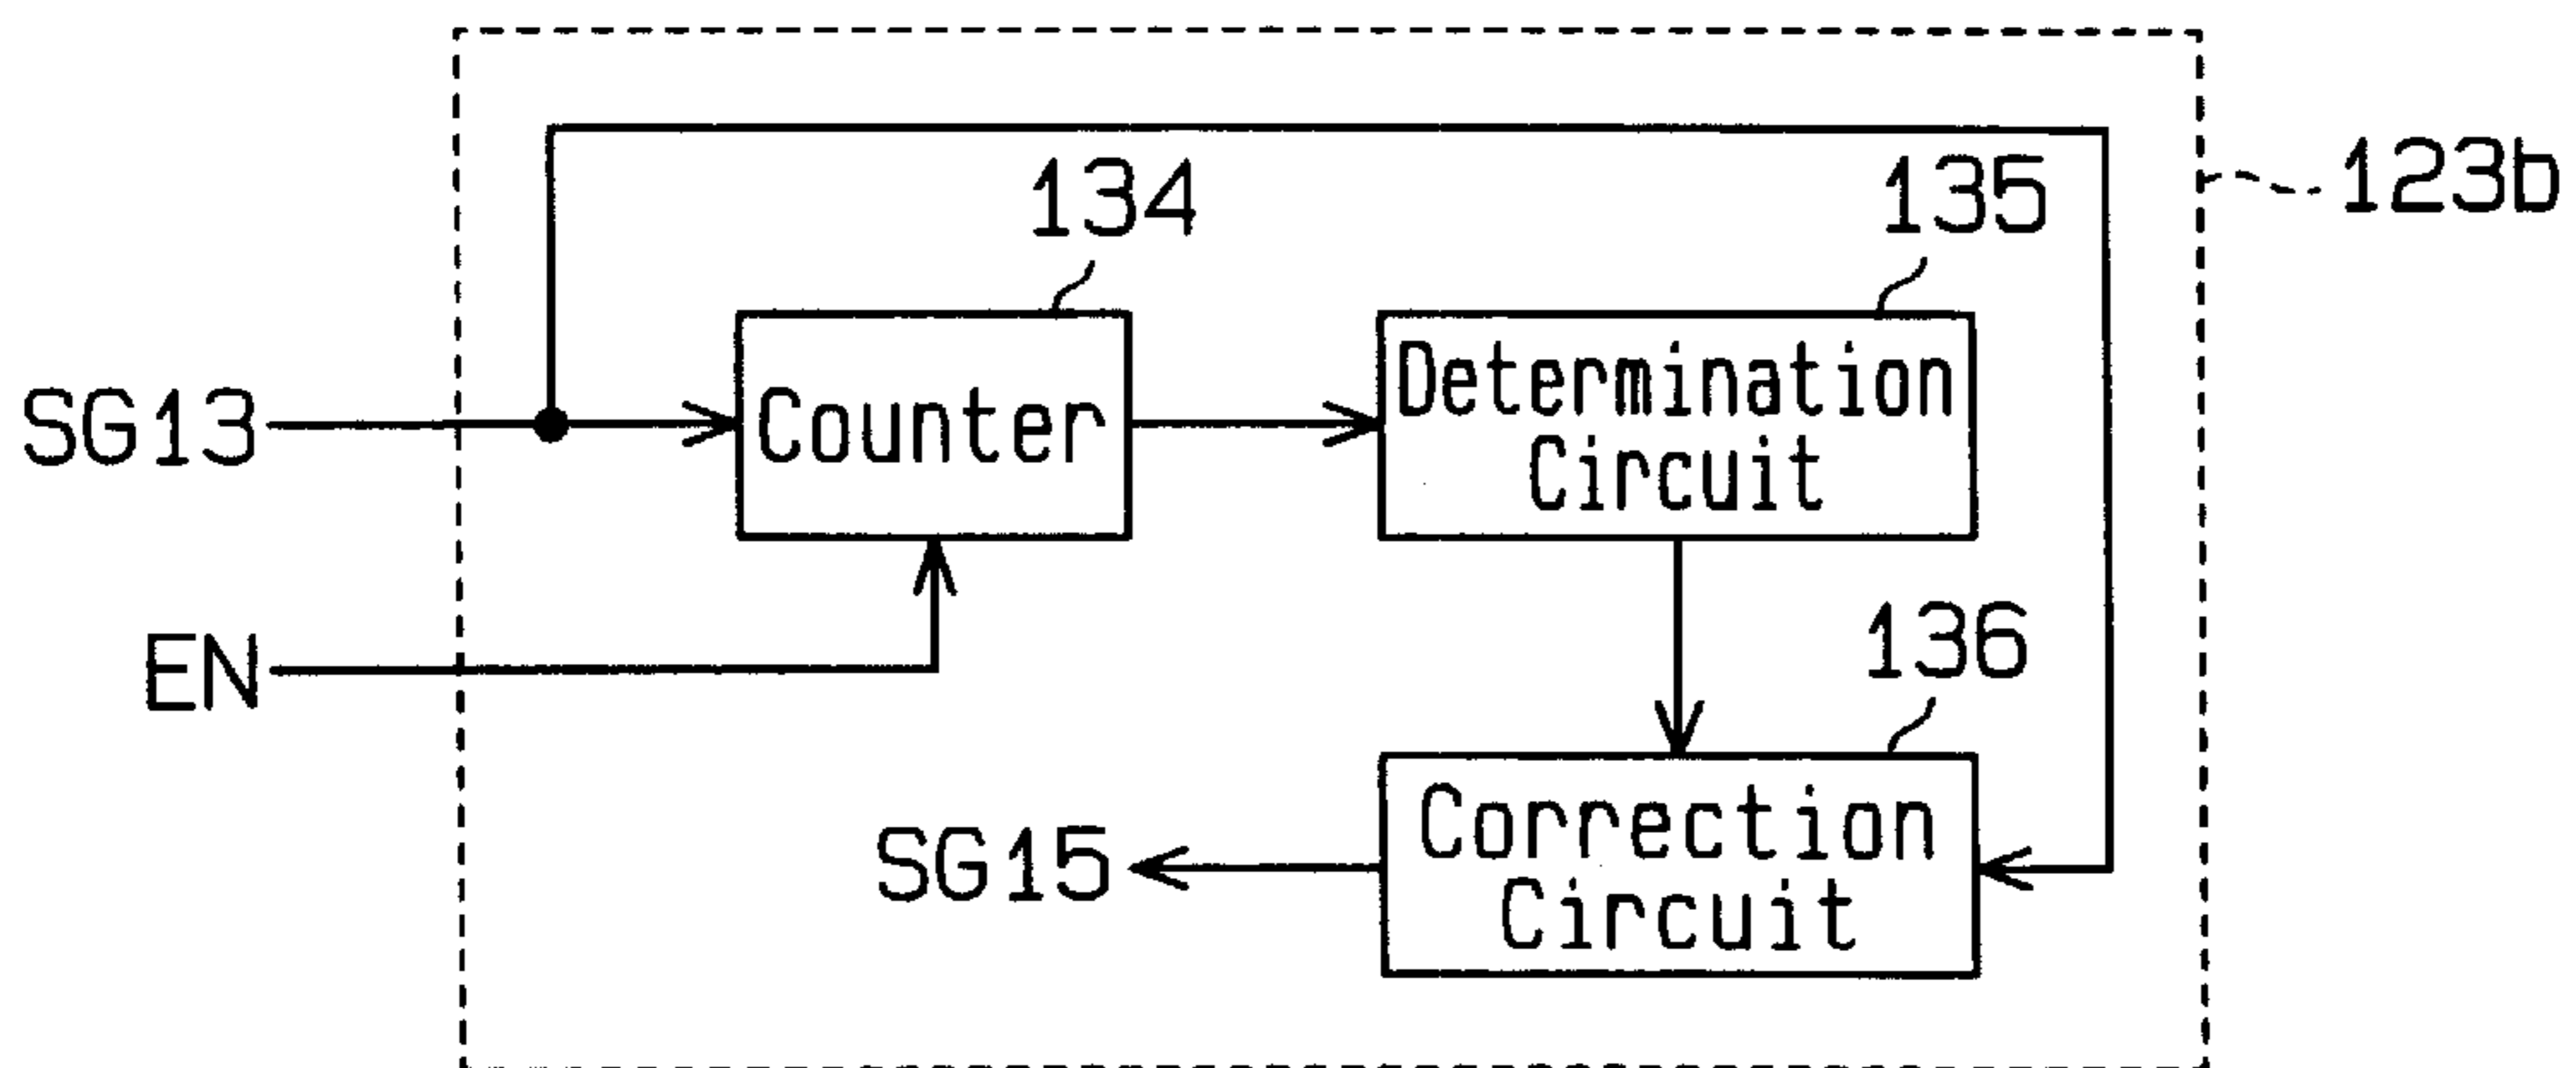 123b
134
135
SG13
Counter
Determination
Circuit
EN
136
SG15
Correction
Circuit